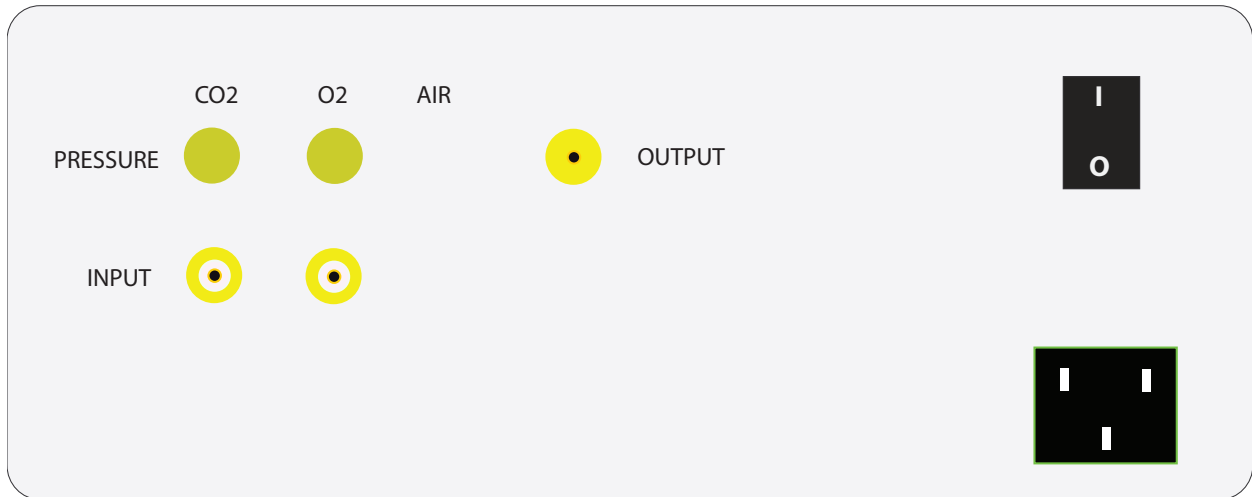 CO2 O2 AIR
PRESSURE
OUTPUT
INPUT
I
O